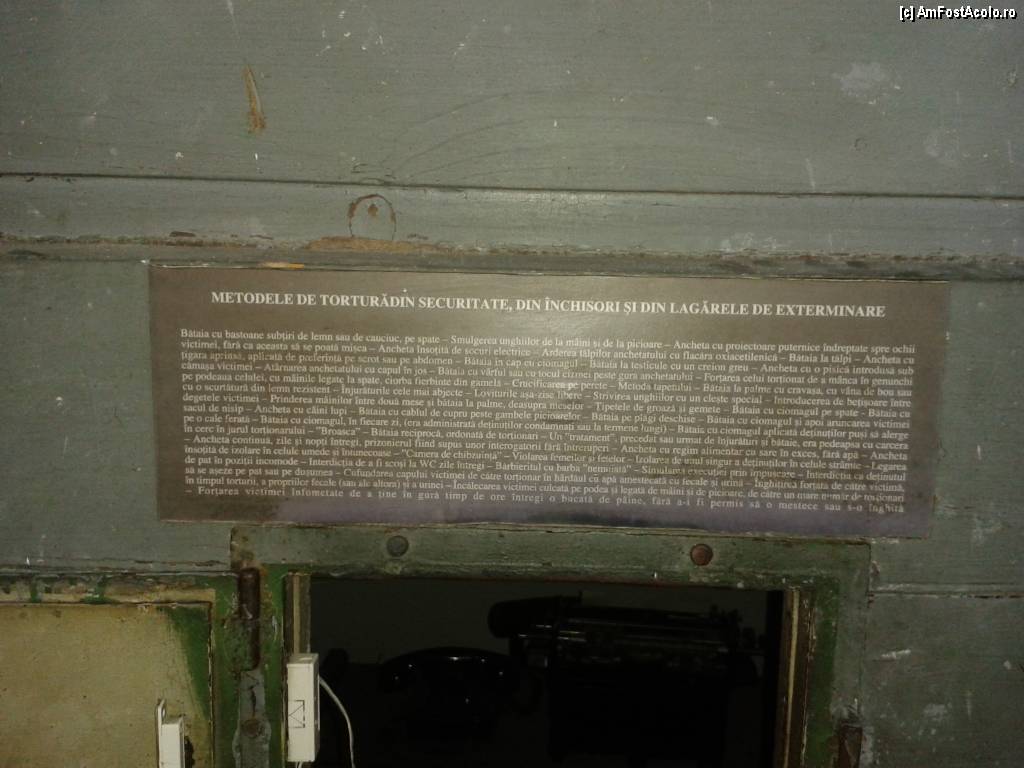 [c] AmFostAcolo.ro
METODELE DE TORTURĂDIN SECURITATE, DIN ÎNCHISORI ȘI DIN LAGĂRELE DE EXTERMINARE
Bătaia cu bastoane subțiri de lemn sau de cauciuc, pe spate – Smulgerea unghiilor de la mâini și de la picioare – Ancheta cu proiectoare puternice îndreptate spre ochii
victimei, fără ca aceasta să se poată mișca – Ancheta însoțită de socuri electrice – Arderea tălpilor anchetatului cu flacăra oxiacetilenică – Bătaia la tălpi – Ancheta cu
țigara aprinsă, aplicată de preferință pe scrot sau pe abdomen – Bătaia în cap cu ciomagul – Bătaia la testicule cu un creion greu – Ancheta cu o pisică introdusă sub
cămașa victimei – Atârnarea anchetatului cu capul în jos – Bătaia cu vârful sau cu tocul cizmei peste gura anchetatului – Forțarea celui torționat de a mânca în genunchi
pe podeaua celulei, cu mâinile legate la spate, ciorba fierbinte din gamelă – Crucificarea pe perete – Metoda tapetului – Bătaia la palme cu cravașa, cu vâna de bou sau
cu o scurtătură din lemn rezistent – Înjurăturile cele mai abjecte – Loviturile așa-zise libere – Strivirea unghiilor cu un clește special – Introducerea de bețișoare între
degetele victimei – Prinderea mâinilor între două mese și bătaia la palme, deasupra meselor – Țipetele de groază și gemete – Bătaia cu ciomagul pe spate - Bătaia cu
sacul de nisip – Ancheta cu câini lupi – Bătaia cu cablul de cupru peste gambele picioarelor – Bătaia pe plăgi deschise – Bătaia cu ciomagul și apoi aruncarea victimei
pe o cale ferată – Bătaia cu ciomagul, în fiecare zi, (era administrată deținuților condamnați sau la termene lungi) – Bătaia cu ciomagul aplicată deținuților puși să alerge
în cerc în jurul torționarului – "Broasca" – Bătaia reciprocă, ordonată de torționari – Un "tratament", precedat sau urmat de înjurături și bătaie, era pedeapsa cu carcera
– Ancheta continuă, zile și nopți întregi, prizonierul fiind supus unor interogatorii fără întreruperi – Ancheta cu regim alimentar cu sare în exces, fără apă – Ancheta
însoțită de izolare în celule umede și întunecoase – "Camera de chibzuință" – Violarea femeilor și fetelor – Izolarea de unul singur a deținuților în celule strâmte – Legarea
de pat în poziții incomode – Interdicția de a fi scoși la WC zile întregi – Bărbieritul cu barba "nemuiată" – Simularea execuției prin împușcare – Interdicția ca deținutul
să se așeze pe pat sau pe dușumea – Cufundarea capului victimei de către torționar în hârdăul cu apă amestecată cu fecale și urină – Înghițirea forțată de către victimă,
în timpul torturii, a propriilor fecale (sau ale altora) și a urinei – Încălecarea victimei culcată pe podea și legată de mâini si de picioare, de către un mare număr de torționari
– Forțarea victimei înfometate de a ține în gură timp de ore întregi o bucată de pâine, fără a-i fi permis să o mestece sau s-o înghită